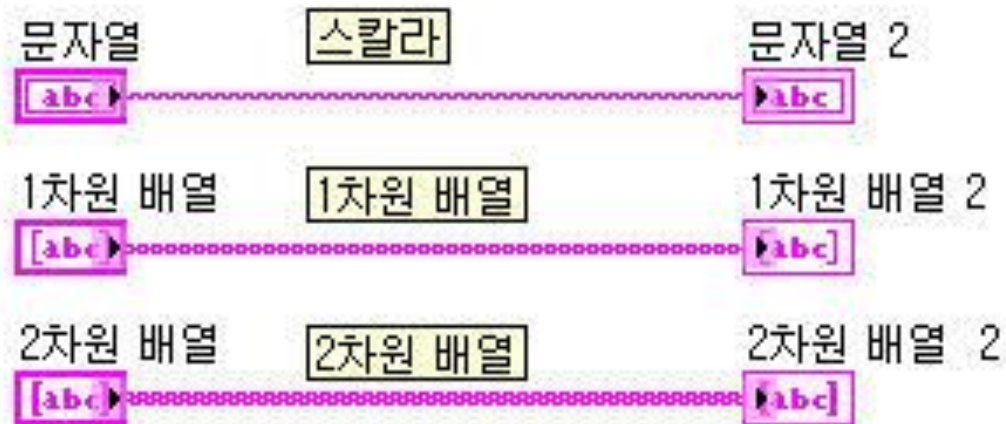 문자열 스칼라 문자열 2
abc abc
1차원 배열 1차원 배열 1차원 배열 2
[abc] [abc]
2차원 배열 2차원 배열 2차원 배열 2
[abc] [abc]